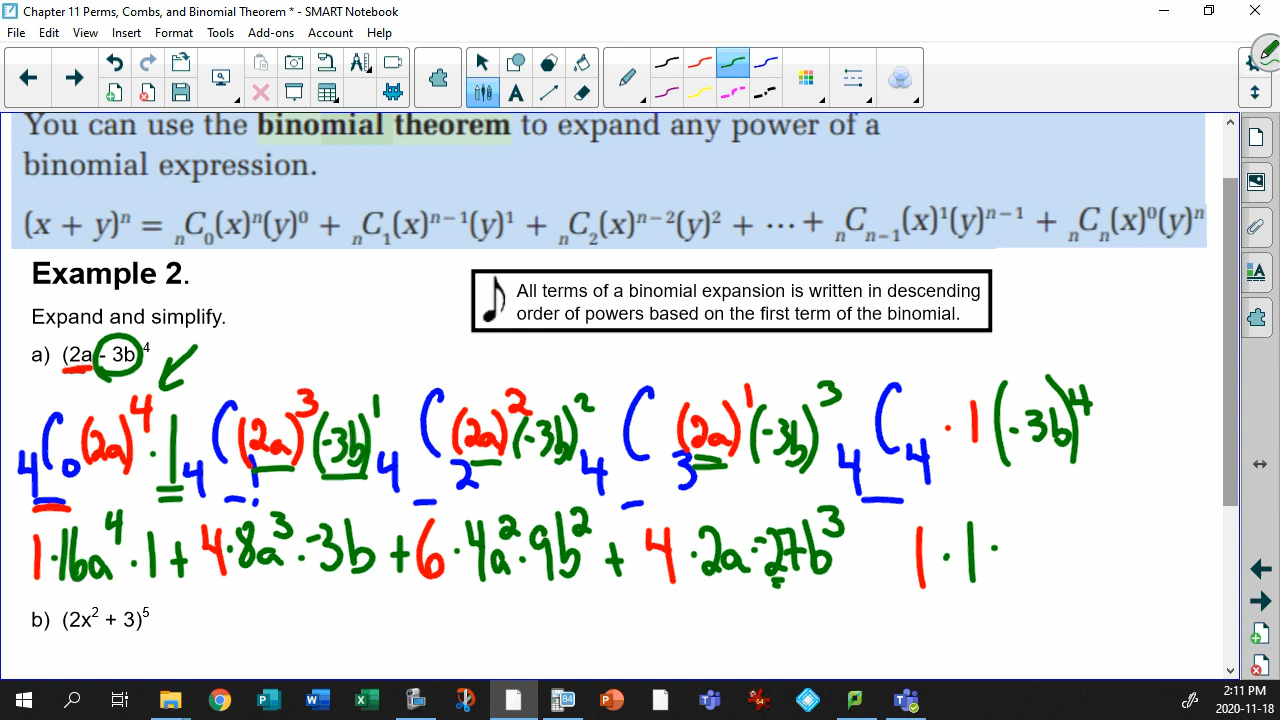 Chapter 11 Perms, Combs, and Binomial Theorem * - SMART Notebook
File Edit View Insert Format Tools Add-ons Account Help
You can use the binomial theorem to expand any power of a
binomial expression.
(x + y)ⁿ = ₙC₀(x)ⁿ(y)⁰ + ₙC₁(x)ⁿ⁻¹(y)¹ + ₙC₂(x)ⁿ⁻²(y)² + ... + ₙCₙ₋₁(x)¹(y)ⁿ⁻¹ + ₙCₙ(x)⁰(y)ⁿ
Example 2.
All terms of a binomial expansion is written in descending
order of powers based on the first term of the binomial.
Expand and simplify.
a) (2a - 3b)⁴
₄C₀(2a)⁴ · 1 ₄C₁(2a)³(-3b)¹ ₄C₂(2a)²(-3b)² ₄C₃(2a)¹(-3b)³ ₄C₄ · 1(-3b)⁴
1·16a⁴·1 + 4·8a³·-3b + 6·4a²·9b² + 4·2a·-27b³ 1·1·
b) (2x² + 3)⁵
2:11 PM
2020-11-18